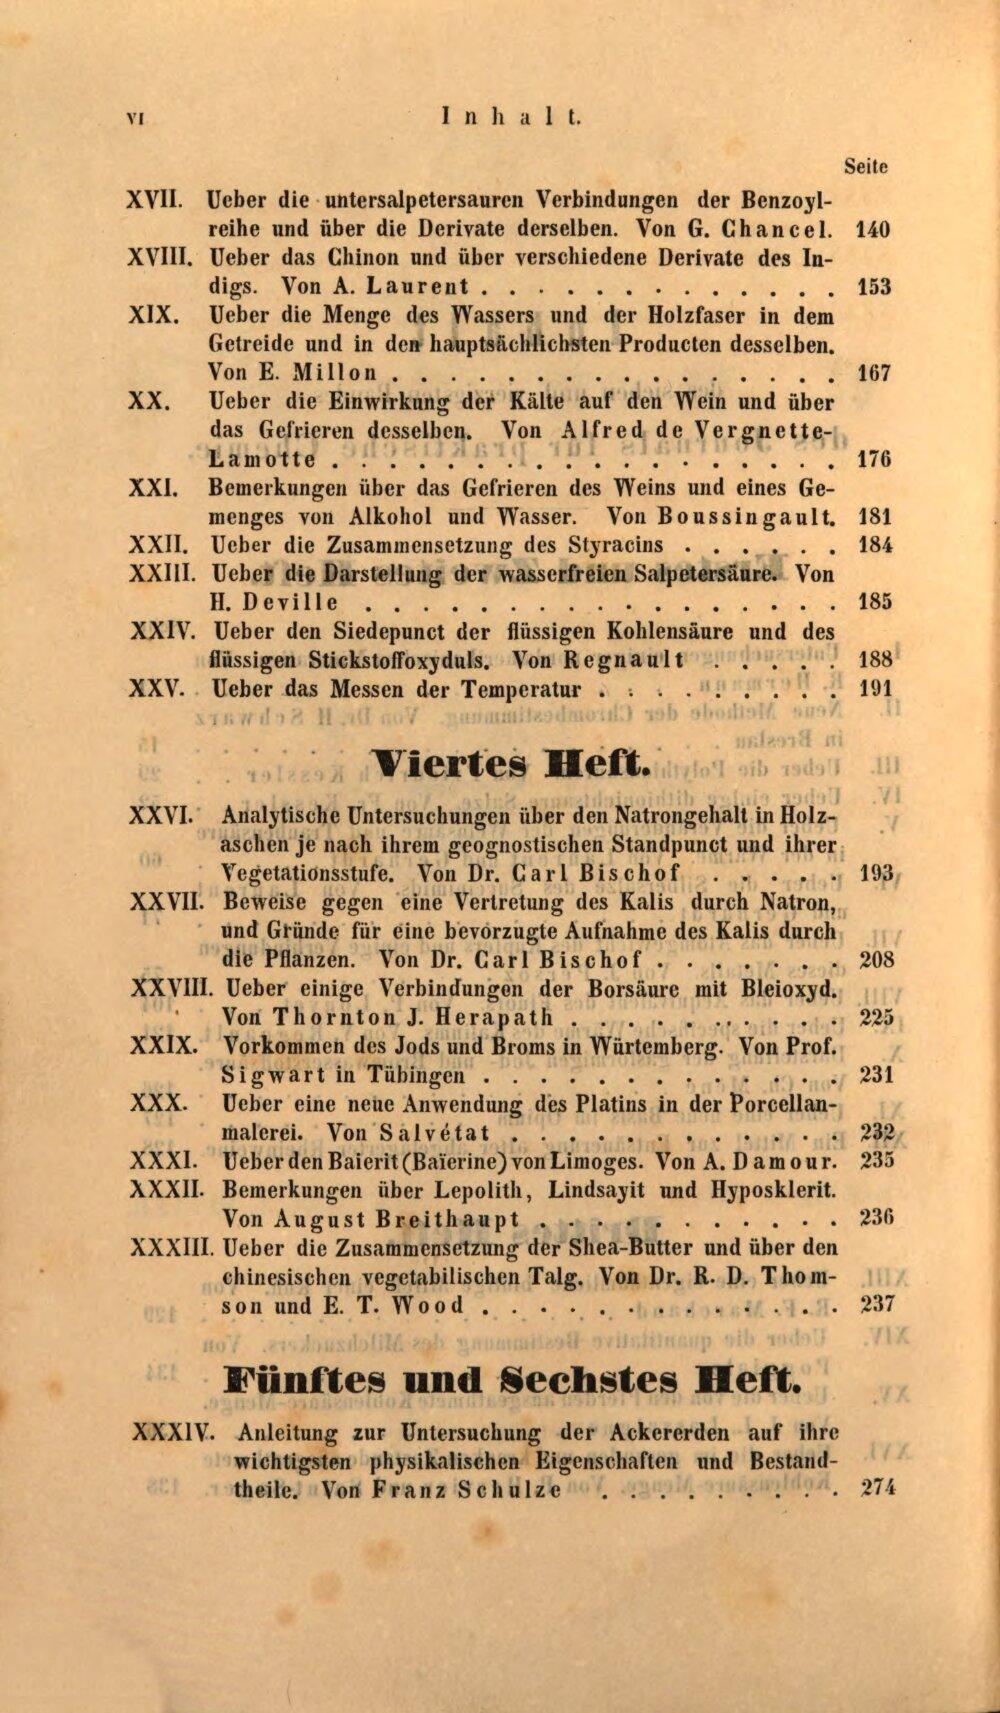 VI Inhalt.
Seite
XVII. Ueber die untersalpetersauren Verbindungen der Benzoyl-
reihe und über die Derivate derselben. Von G. Chancel. 140
XVIII. Ueber das Chinon und über verschiedene Derivate des In-
digs. Von A. Laurent . . . . . . . . . . . . . 153
XIX. Ueber die Menge des Wassers und der Holzfaser in dem
Getreide und in den hauptsächlichsten Producten desselben.
Von E. Millon . . . . . . . . . . . . . . . . 167
XX. Ueber die Einwirkung der Kälte auf den Wein und über
das Gefrieren desselben. Von Alfred de Vergnette-
Lamotte . . . . . . . . . . . . . . . . . . 176
XXI. Bemerkungen über das Gefrieren des Weins und eines Ge-
menges von Alkohol und Wasser. Von Boussingault. 181
XXII. Ueber die Zusammensetzung des Styracins . . . . . . 184
XXIII. Ueber die Darstellung der wasserfreien Salpetersäure. Von
H. Deville . . . . . . . . . . . . . . . . . 185
XXIV. Ueber den Siedepunct der flüssigen Kohlensäure und des
flüssigen Stickstoffoxyduls. Von Regnault . . . . . 188
XXV. Ueber das Messen der Temperatur . . . . . . . . . 191
Viertes Heft.
XXVI. Analytische Untersuchungen über den Natrongehalt in Holz-
aschen je nach ihrem geognostischen Standpunct und ihrer
Vegetationsstufe. Von Dr. Carl Bischof . . . . . 193
XXVII. Beweise gegen eine Vertretung des Kalis durch Natron,
und Gründe für eine bevorzugte Aufnahme des Kalis durch
die Pflanzen. Von Dr. Carl Bischof . . . . . . . 208
XXVIII. Ueber einige Verbindungen der Borsäure mit Bleioxyd.
Von Thornton J. Herapath . . . . . . . . . . 225
XXIX. Vorkommen des Jods und Broms in Würtemberg. Von Prof.
Sigwart in Tübingen . . . . . . . . . . . . . 231
XXX. Ueber eine neue Anwendung des Platins in der Porcellan-
malerei. Von Salvétat . . . . . . . . . . . . 232
XXXI. Ueber den Baierit (Baïerine) von Limoges. Von A. Damour. 235
XXXII. Bemerkungen über Lepolith, Lindsayit und Hyposklerit.
Von August Breithaupt . . . . . . . . . . . 236
XXXIII. Ueber die Zusammensetzung der Shea-Butter und über den
chinesischen vegetabilischen Talg. Von Dr. R. D. Thom-
son und E. T. Wood . . . . . . . . . . . . . 237
Fünftes und Sechstes Heft.
XXXIV. Anleitung zur Untersuchung der Ackererden auf ihre
wichtigsten physikalischen Eigenschaften und Bestand-
theile. Von Franz Schulze . . . . . . . . . 274